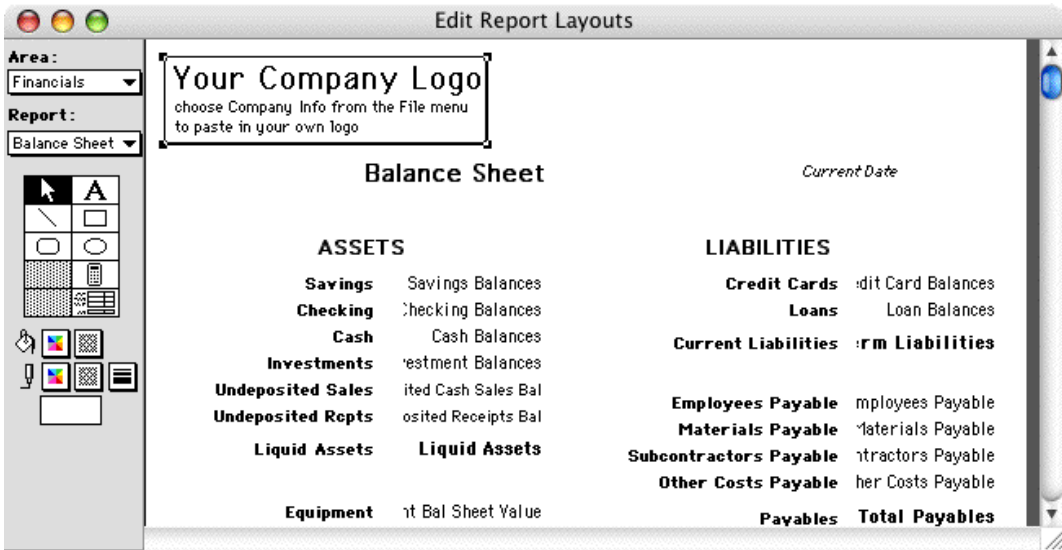 Edit Report Layouts
Area:
Financials
Report:
Balance Sheet
A
Your Company Logo
choose Company Info from the File menu
to paste in your own logo
Balance Sheet Current Date
ASSETS LIABILITIES
Savings Savings Balances Credit Cards dit Card Balances
Checking hecking Balances Loans Loan Balances
Cash Cash Balances Current Liabilities rm Liabilities
Investments estment Balances
Undeposited Sales ited Cash Sales Bal Employees Payable mployees Payable
Undeposited Rcpts osited Receipts Bal Materials Payable Materials Payable
Liquid Assets Liquid Assets Subcontractors Payable ntractors Payable
Other Costs Payable her Costs Payable
Equipment nt Bal Sheet Value Payables Total Payables